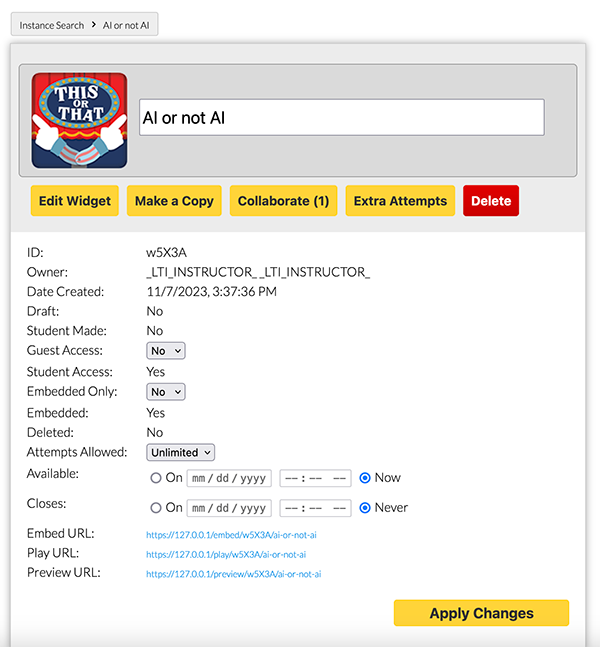 Instance Search > AI or not AI
THIS
OR
THAT
AI or not AI
Edit Widget Make a Copy Collaborate (1) Extra Attempts Delete
ID: w5X3A
Owner: _LTI_INSTRUCTOR_ _LTI_INSTRUCTOR_
Date Created: 11/7/2023, 3:37:36 PM
Draft: No
Student Made: No
Guest Access: No
Student Access: Yes
Embedded Only: No
Embedded: Yes
Deleted: No
Attempts Allowed: Unlimited
Available: On mm/dd/yyyy --:-- -- Now
Closes: On mm/dd/yyyy --:-- -- Never
Embed URL: https://127.0.0.1/embed/w5X3A/ai-or-not-ai
Play URL: https://127.0.0.1/play/w5X3A/ai-or-not-ai
Preview URL: https://127.0.0.1/preview/w5X3A/ai-or-not-ai
Apply Changes